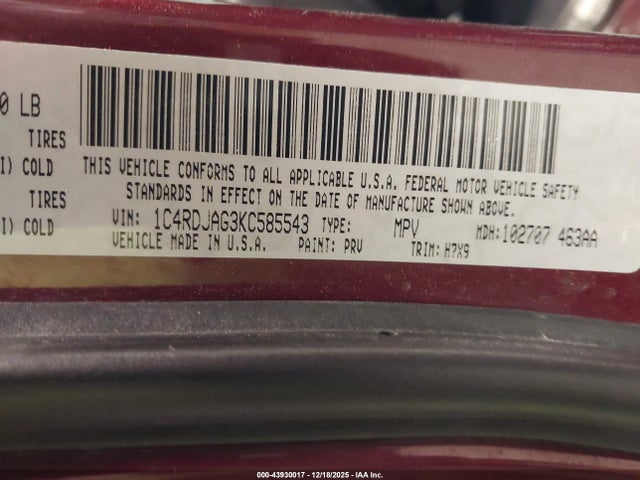 0 LB
TIRES
I) COLD
TIRES
I) COLD
THIS VEHICLE CONFORMS TO ALL APPLICABLE U.S.A. FEDERAL MOTOR VEHICLE SAFETY
STANDARDS IN EFFECT ON THE DATE OF MANUFACTURE SHOWN ABOVE.
VIN: 1C4RDJAG3KC585543 TYPE: MPV MDH:102707 463AA
VEHICLE MADE IN U.S.A. PAINT: PRV TRIM: H7X9
000-43930017 - 12/18/2025 - IAA Inc.